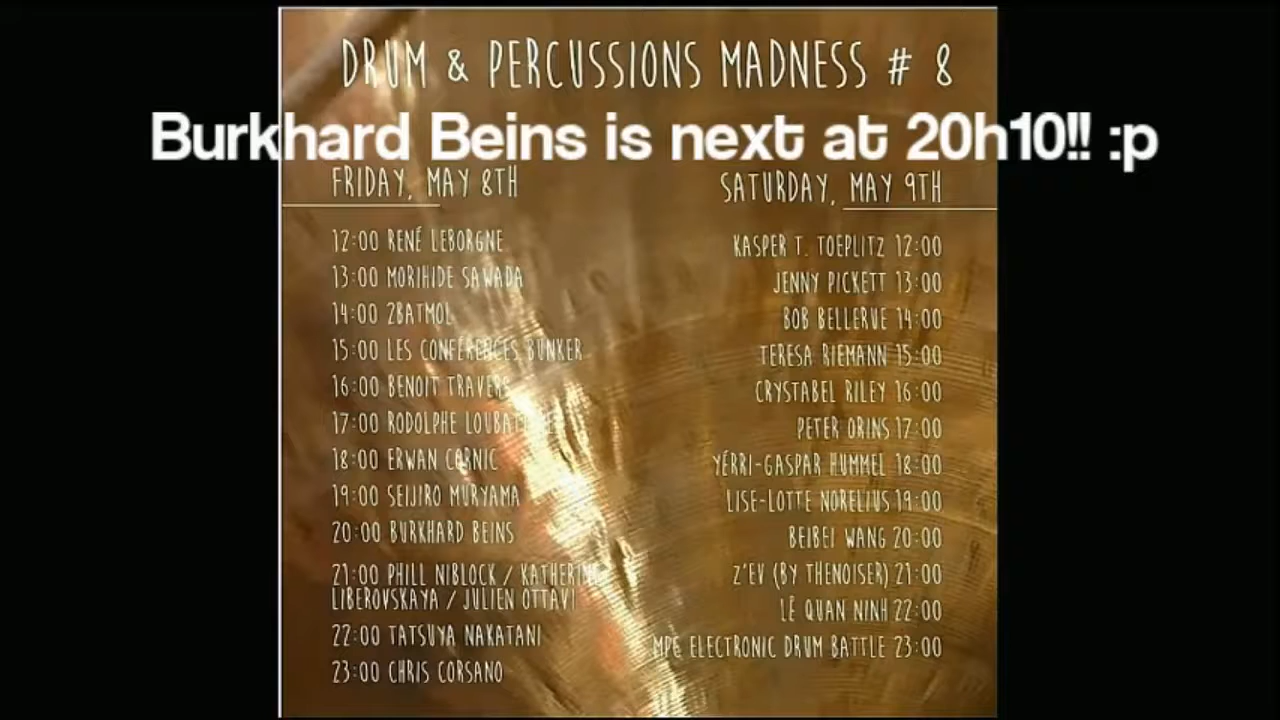 DRUM & PERCUSSIONS MADNESS # 8
Burkhard Beins is next at 20h10!! :p
FRIDAY, MAY 8TH
12:00 RENÉ LEBORGNE
13:00 MORIHIDE SAWADA
14:00 2BATMOL
15:00 LES CONFÉRENCES BUNKER
16:00 BENOIT TRAVERS
17:00 RODOLPHE
18:00 ERWAN CORNIC
19:00 SEIJIRO MURYAMA
20:00 BURKHARD BEINS
21:00 PHILL NIBLOCK / KATHERINE
LIBEROVSKAYA / JULIEN OTTAVI
22:00 TATSUYA NAKATANI
23:00 CHRIS CORSANO
SATURDAY, MAY 9TH
KASPER T. TOEPLITZ 12:00
JENNY PICKETT 13:00
BOB BELLERUE 14:00
TERESA RIEMANN 15:00
CRYSTABEL RILEY 16:00
PETER ORINS 17:00
YÉRRI-GASPAR HUMMEL 18:00
LISE-LOTTE NORELIUS 19:00
BEIBEI WANG 20:00
Z'EV (BY THENOISER) 21:00
LÊ QUAN NINH 22:00
MPE ELECTRONIC DRUM BATTLE 23:00